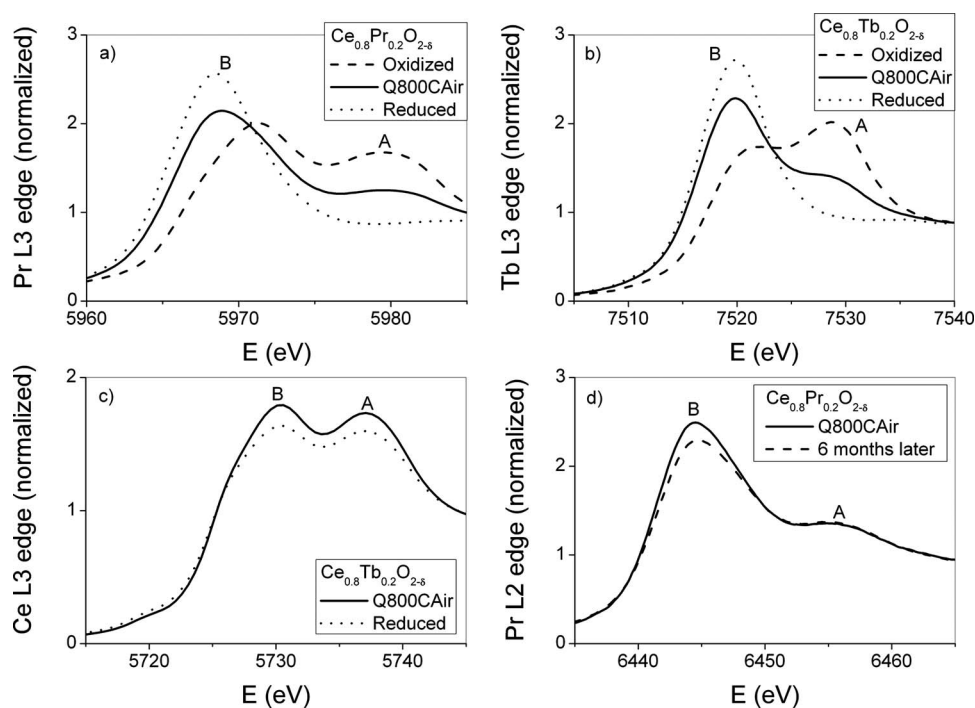 a)
Ce0.8Pr0.2O2-δ
Oxidized
Q800CAir
Reduced
B
A
3
2
1
0
Pr L3 edge (normalized)
5960 5970 5980
E (eV)
b)
Ce0.8Tb0.2O2-δ
Oxidized
Q800CAir
Reduced
B
A
3
2
1
0
Tb L3 edge (normalized)
7510 7520 7530 7540
E (eV)
c)
B
A
Ce0.8Tb0.2O2-δ
Q800CAir
Reduced
2
1
0
Ce L3 edge (normalized)
5720 5730 5740
E (eV)
d)
Ce0.8Pr0.2O2-δ
Q800CAir
6 months later
B
A
3
2
1
0
Pr L2 edge (normalized)
6440 6450 6460
E (eV)